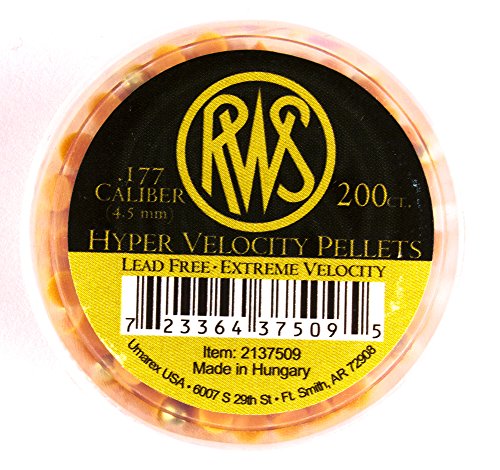 RWS
.177
CALIBER
(4.5 mm)
200CT.
HYPER VELOCITY PELLETS
LEAD FREE • EXTREME VELOCITY
7 23364 37509 5
Item: 2137509
Made in Hungary
Umarex USA • 6007 S 29th St • Ft. Smith, AR 72908